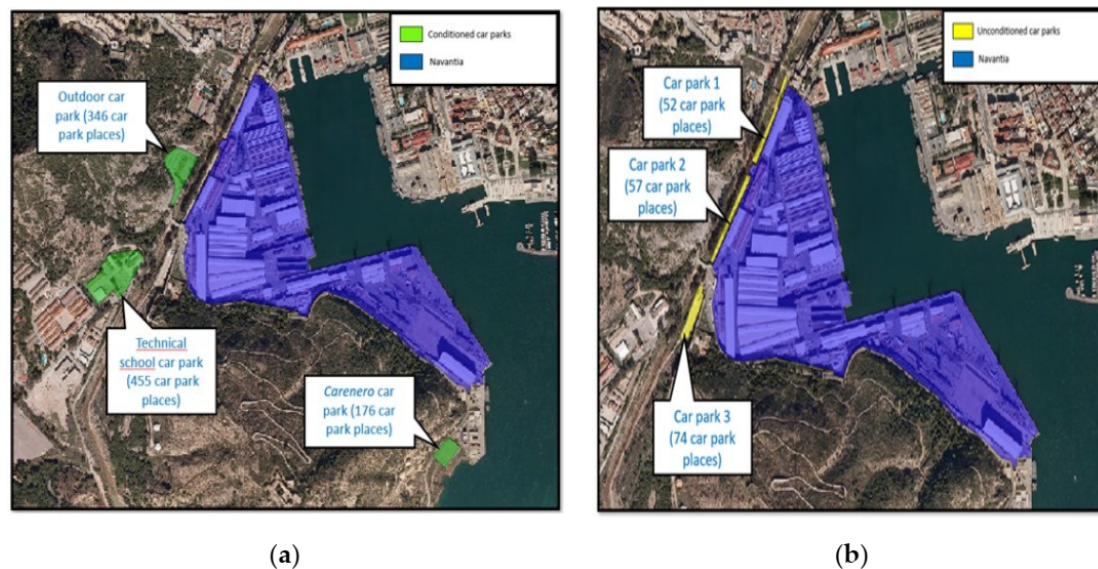 Conditioned car parks
Navantia
Outdoor car
park (346 car
park places)
Technical
school car park
(455 car park
places)
Carenero car
park (176 car
park places)
(a)
Unconditioned car parks
Navantia
Car park 1
(52 car park
places)
Car park 2
(57 car park
places)
Car park 3
(74 car park
places)
(b)